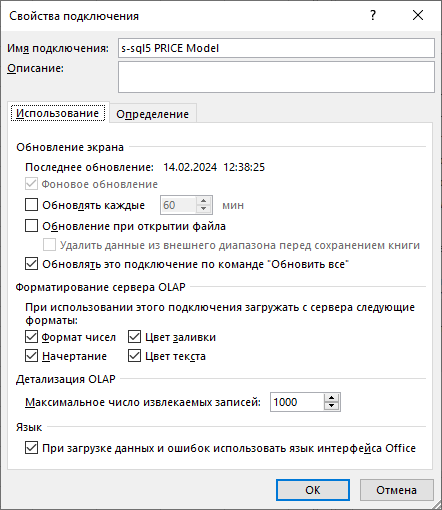 Свойства подключения
Имя подключения: s-sql5 PRICE Model
Описание:
Использование Определение
Обновление экрана
Последнее обновление: 14.02.2024 12:38:25
Фоновое обновление
Обновлять каждые 60 мин
Обновление при открытии файла
Удалить данные из внешнего диапазона перед сохранением книги
Обновлять это подключение по команде "Обновить все"
Форматирование сервера OLAP
При использовании этого подключения загружать с сервера следующие
форматы:
Формат чисел Цвет заливки
Начертание Цвет текста
Детализация OLAP
Максимальное число извлекаемых записей: 1000
Язык
При загрузке данных и ошибок использовать язык интерфейса Office
ОК Отмена